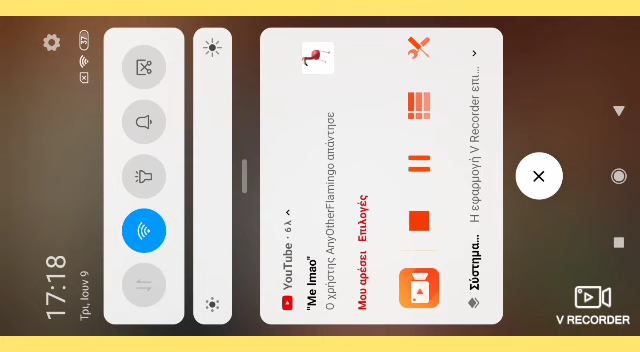 17:18
Τρι, Ιουν 9
37
YouTube · 6 λ
"Me lmao"
Ο χρήστης AnyOtherFlamingo απάντησε
Μου αρέσει Επιλογές
Σύστημα... Η εφαρμογή V Recorder επι...
V RECORDER